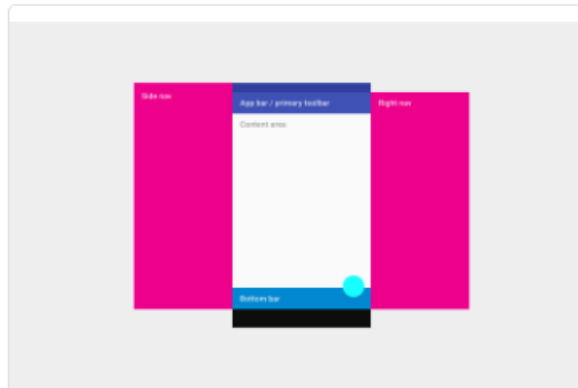 Side nav
App bar / primary toolbar
Right nav
Content area
Bottom bar